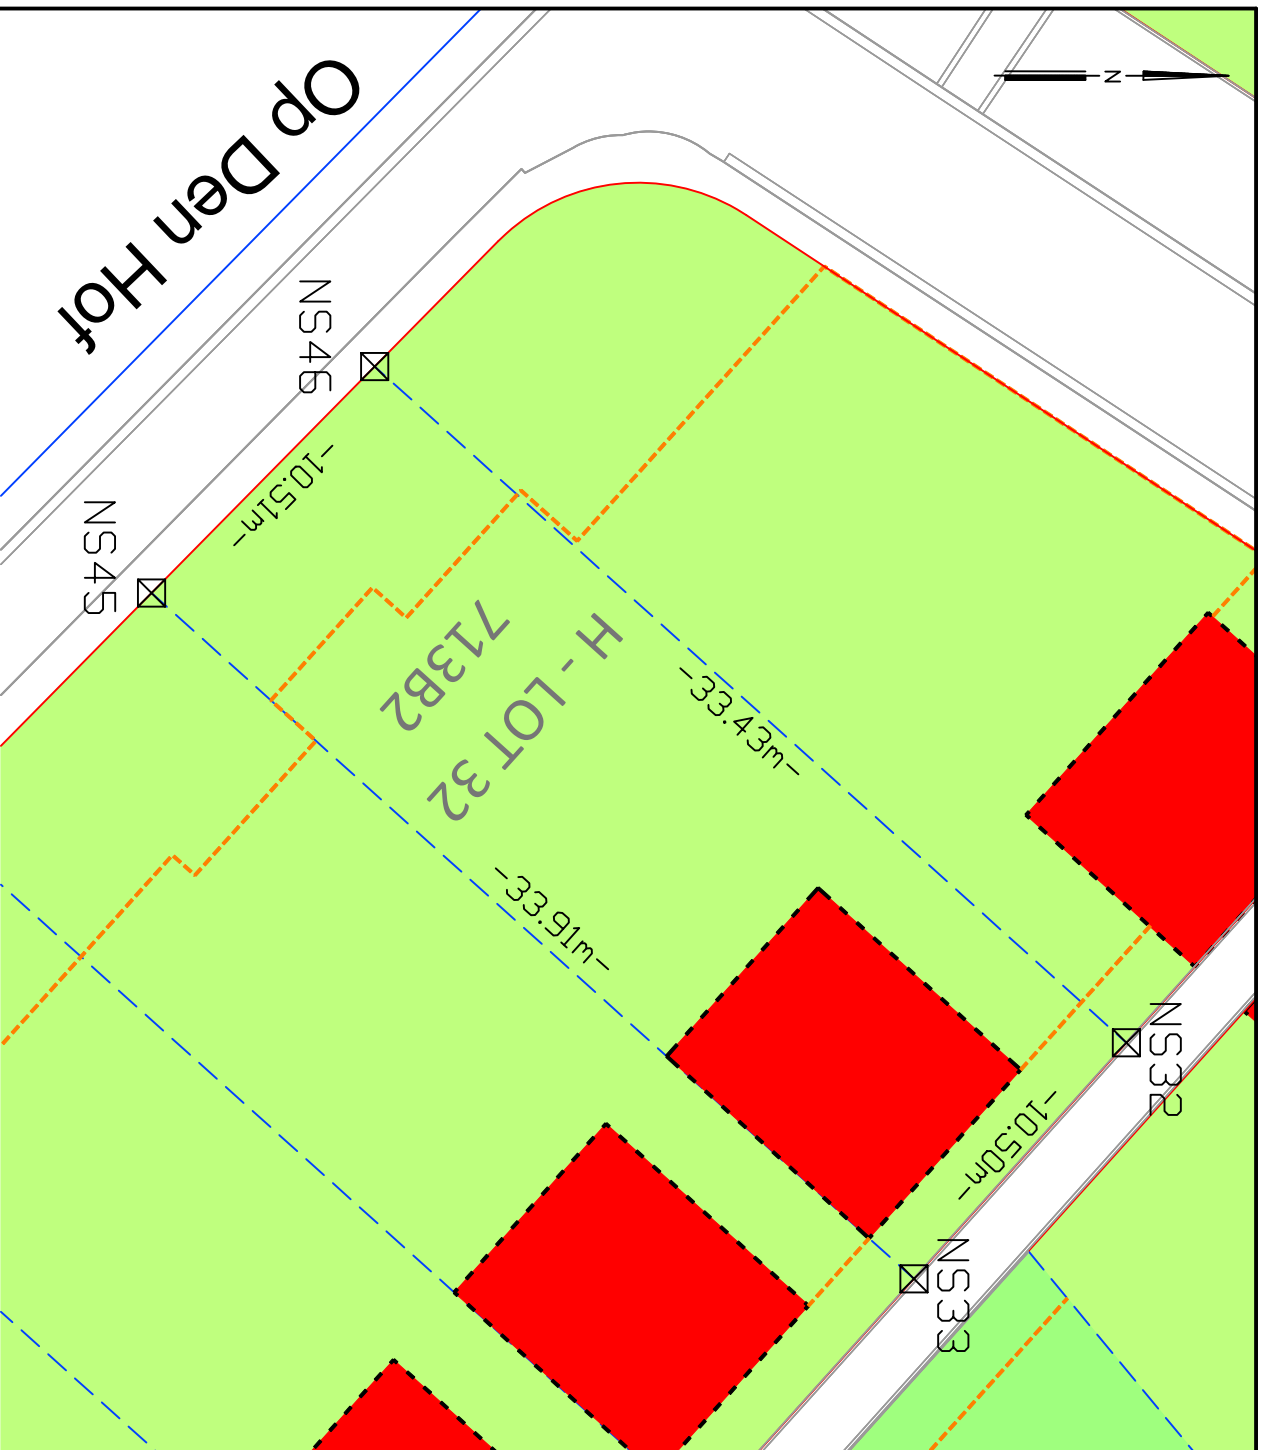 Op Den Hof
N
NS46
-10.51m-
NS45
H - LOT 32
713B2
-33.43m-
-33.91m-
NS32
-10.50m-
NS33